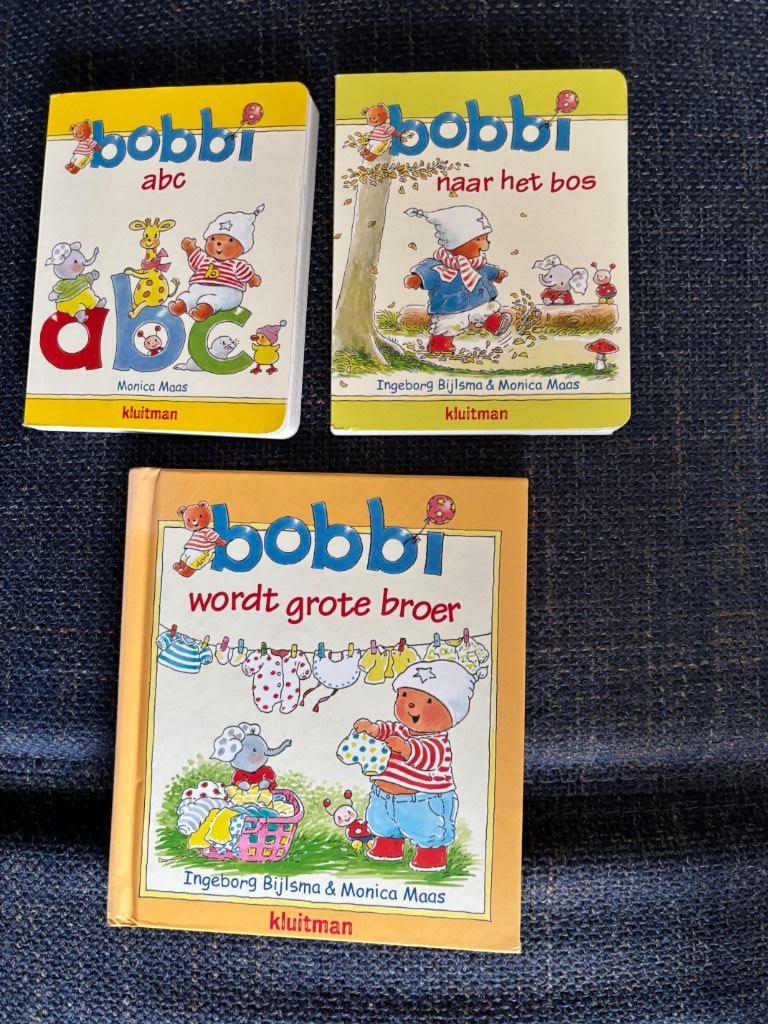 bobbi
abc
abc
Monica Maas
kluitman
bobbi
naar het bos
Ingeborg Bijlsma & Monica Maas
kluitman
bobbi
wordt grote broer
Ingeborg Bijlsma & Monica Maas
kluitman